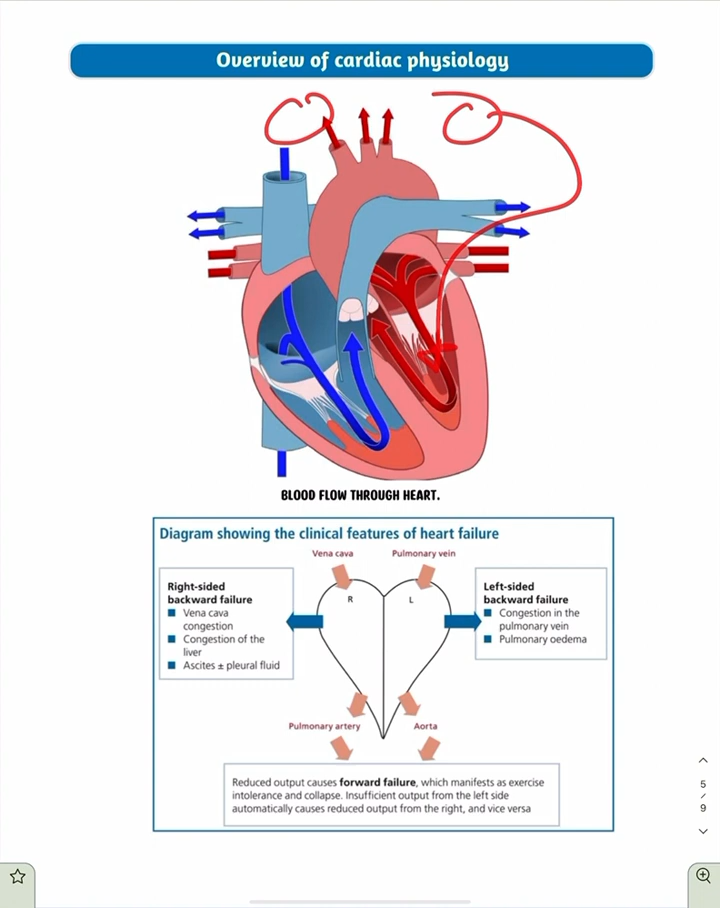 Overview of cardiac physiology
BLOOD FLOW THROUGH HEART.
Diagram showing the clinical features of heart failure
Vena cava
Pulmonary vein
Right-sided
backward failure
■ Vena cava
congestion
■ Congestion of the
liver
■ Ascites ± pleural fluid
R
L
Left-sided
backward failure
■ Congestion in the
pulmonary vein
■ Pulmonary oedema
Pulmonary artery
Aorta
Reduced output causes forward failure, which manifests as exercise
intolerance and collapse. Insufficient output from the left side
automatically causes reduced output from the right, and vice versa
5
/
9